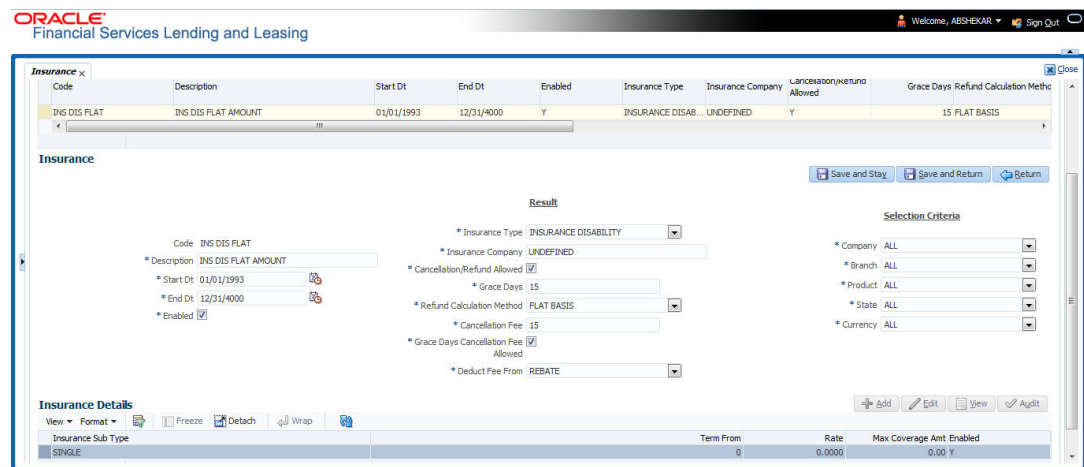 ORACLE
Financial Services Lending and Leasing
Welcome, ABSHEKAR
Sign Out
Insurance x
Close
Code Description Start Dt End Dt Enabled Insurance Type Insurance Company Cancellation/Refund Allowed Grace Days Refund Calculation Metho
INS DIS FLAT INS DIS FLAT AMOUNT 01/01/1993 12/31/4000 Y INSURANCE DISAB... UNDEFINED Y 15 FLAT BASIS
Insurance
Save and Stay Save and Return Return
Result
Selection Criteria
Code INS DIS FLAT
* Description INS DIS FLAT AMOUNT
* Start Dt 01/01/1993
* End Dt 12/31/4000
* Enabled
* Insurance Type INSURANCE DISABILITY
* Insurance Company UNDEFINED
* Cancellation/Refund Allowed
* Grace Days 15
* Refund Calculation Method FLAT BASIS
* Cancellation Fee 15
* Grace Days Cancellation Fee
Allowed
* Deduct Fee From REBATE
* Company ALL
* Branch ALL
* Product ALL
* State ALL
* Currency ALL
Insurance Details
Add Edit View Audit
View Format Freeze Detach Wrap
Insurance Sub Type Term From Rate Max Coverage Amt Enabled
SINGLE 0 0.0000 0.00 Y